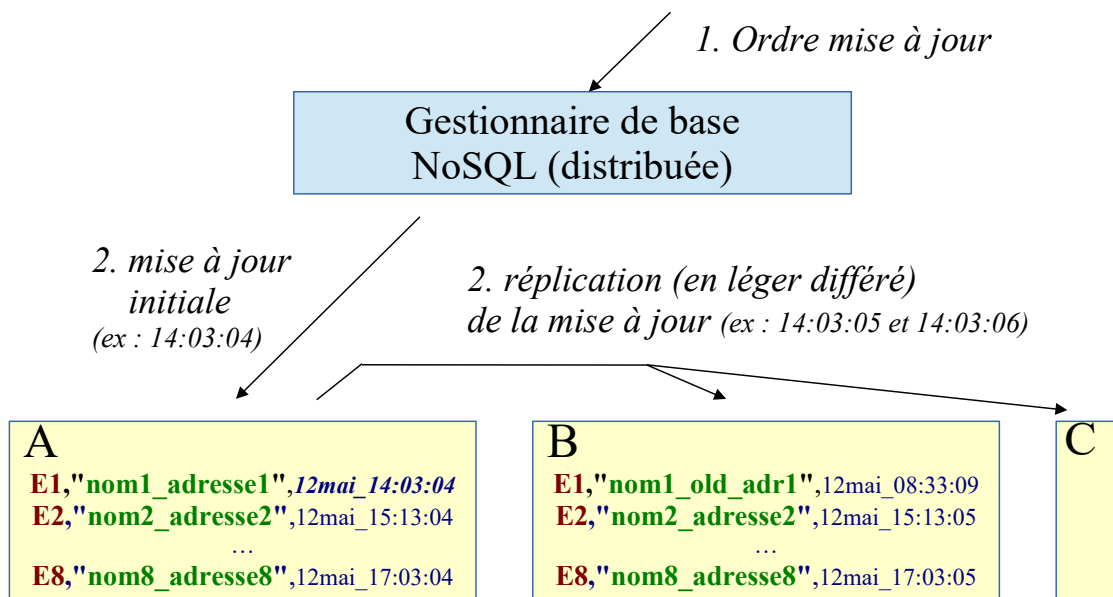 1. Ordre mise à jour
Gestionnaire de base
NoSQL (distribuée)
2. mise à jour
initiale
(ex : 14:03:04)
2. réplication (en léger différé)
de la mise à jour (ex : 14:03:05 et 14:03:06)
A
E1,"nom1_adresse1",12mai_14:03:04
E2,"nom2_adresse2",12mai_15:13:04
…
E8,"nom8_adresse8",12mai_17:03:04
B
E1,"nom1_old_adr1",12mai_08:33:09
E2,"nom2_adresse2",12mai_15:13:05
…
E8,"nom8_adresse8",12mai_17:03:05
C